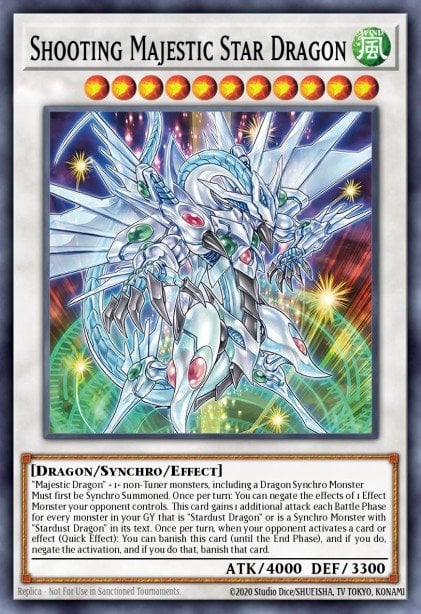 SHOOTING MAJESTIC STAR DRAGON
WIND
風
[DRAGON/SYNCHRO/EFFECT]
"Majestic Dragon" + 1+ non-Tuner monsters, including a Dragon Synchro Monster
Must first be Synchro Summoned. Once per turn: You can negate the effects of 1 Effect
Monster your opponent controls. This card gains 1 additional attack each Battle Phase
for every monster in your GY that is "Stardust Dragon" or is a Synchro Monster with
"Stardust Dragon" in its text. Once per turn, when your opponent activates a card or
effect (Quick Effect): You can banish this card (until the End Phase), and if you do,
negate the activation, and if you do that, banish that card.
ATK/4000 DEF/3300
Replica - Not For Use in Sanctioned Tournaments.
©2020 Studio Dice/SHUEISHA, TV TOKYO, KONAMI